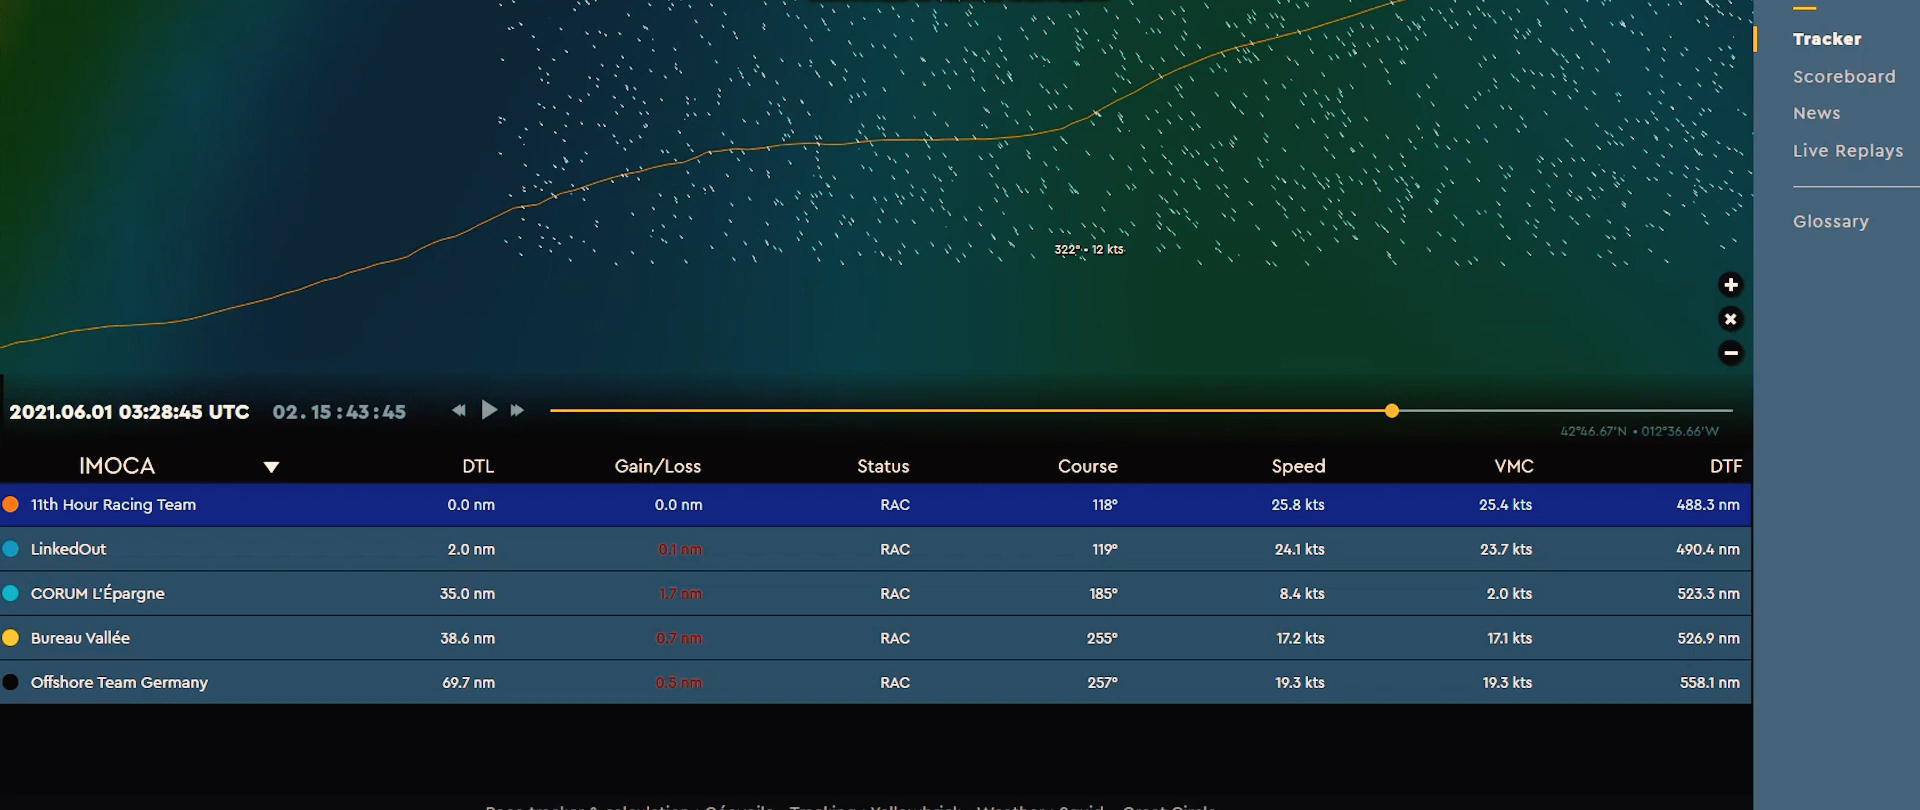 Tracker
Scoreboard
News
Live Replays
Glossary
322° • 12 kts
2021.06.01 03:28:45 UTC 02.15:43:45
42°46.67'N • 012°36.66'W
IMOCA DTL Gain/Loss Status Course Speed VMC DTF
11th Hour Racing Team 0.0 nm 0.0 nm RAC 118° 25.8 kts 25.4 kts 488.3 nm
LinkedOut 2.0 nm 0.1 nm RAC 119° 24.1 kts 23.7 kts 490.4 nm
CORUM L'Épargne 35.0 nm 1.7 nm RAC 185° 8.4 kts 2.0 kts 523.3 nm
Bureau Vallée 38.6 nm 0.7 nm RAC 255° 17.2 kts 17.1 kts 526.9 nm
Offshore Team Germany 69.7 nm 0.5 nm RAC 257° 19.3 kts 19.3 kts 558.1 nm